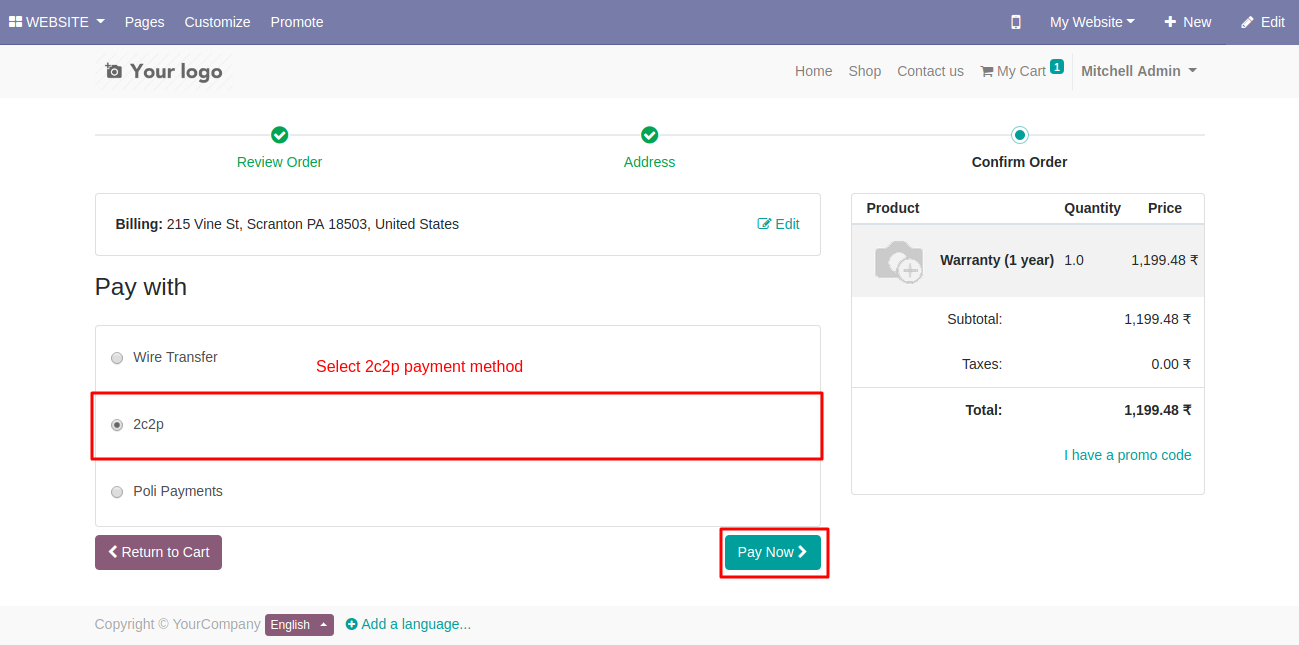 WEBSITE Pages Customize Promote My Website New Edit
Your logo Home Shop Contact us My Cart 1 Mitchell Admin
Review Order Address Confirm Order
Billing: 215 Vine St, Scranton PA 18503, United States Edit
Pay with
Wire Transfer
Select 2c2p payment method
2c2p
Poli Payments
Return to Cart Pay Now
Product Quantity Price
Warranty (1 year) 1.0 1,199.48 ₹
Subtotal: 1,199.48 ₹
Taxes: 0.00 ₹
Total: 1,199.48 ₹
I have a promo code
Copyright © YourCompany English Add a language...